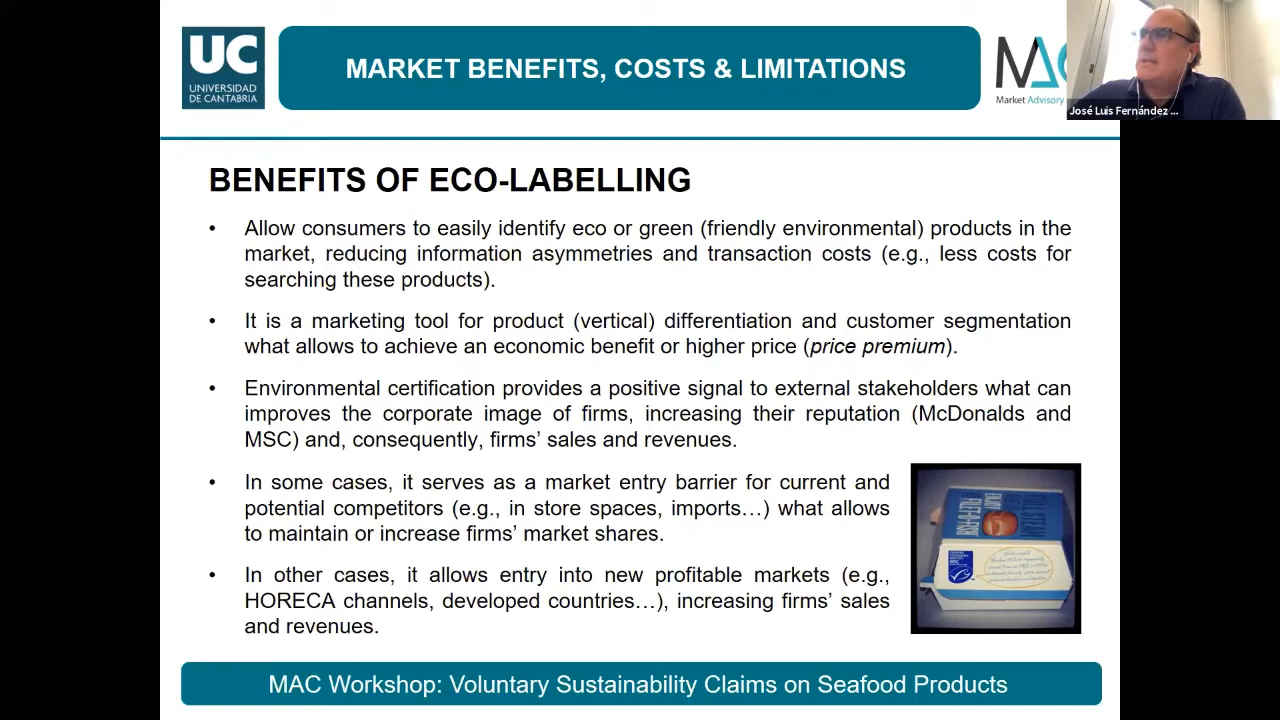 UC
UNIVERSIDAD
DE CANTABRIA
MARKET BENEFITS, COSTS & LIMITATIONS
Market Advisory
José Luis Fernández ...
BENEFITS OF ECO-LABELLING
• Allow consumers to easily identify eco or green (friendly environmental) products in the
market, reducing information asymmetries and transaction costs (e.g., less costs for
searching these products).
• It is a marketing tool for product (vertical) differentiation and customer segmentation
what allows to achieve an economic benefit or higher price (price premium).
• Environmental certification provides a positive signal to external stakeholders what can
improves the corporate image of firms, increasing their reputation (McDonalds and
MSC) and, consequently, firms’ sales and revenues.
• In some cases, it serves as a market entry barrier for current and
potential competitors (e.g., in store spaces, imports…) what allows
to maintain or increase firms’ market shares.
• In other cases, it allows entry into new profitable markets (e.g.,
HORECA channels, developed countries…), increasing firms’ sales
and revenues.
ENJOY
FILET-O-FISH
MAC Workshop: Voluntary Sustainability Claims on Seafood Products